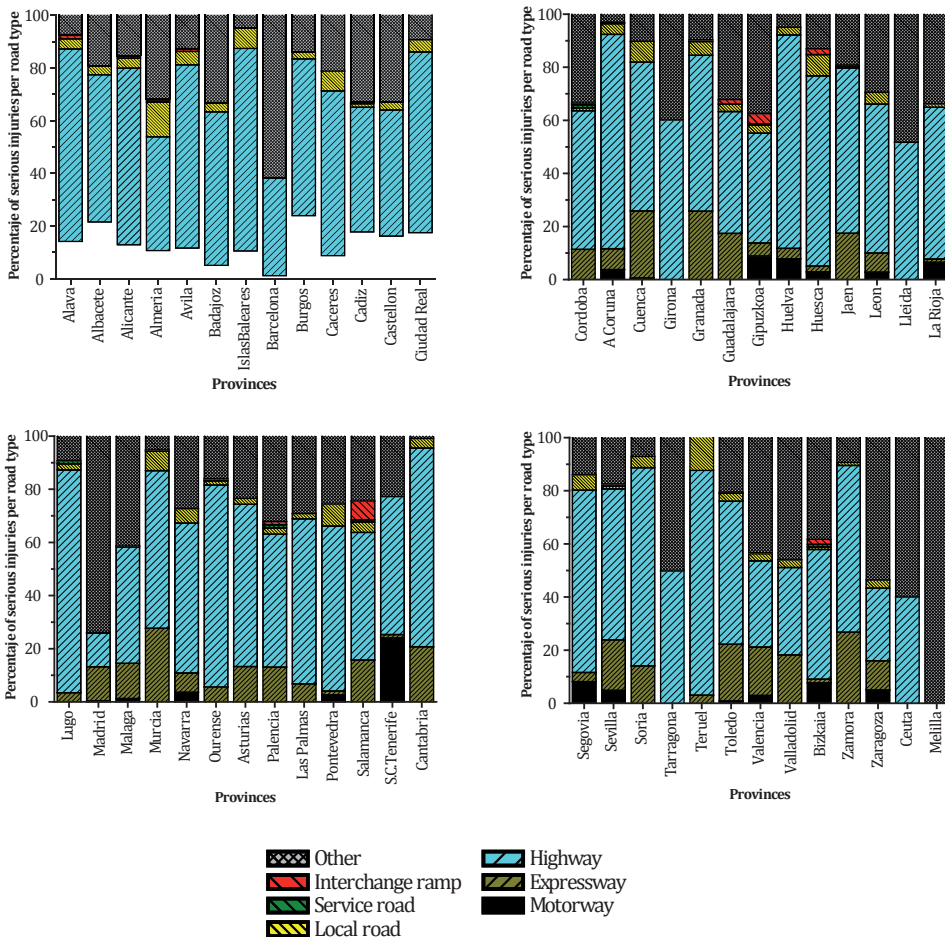 Percentaje of serious injuries per road type
100
80
60
40
20
0
Alava
Albacete
Alicante
Almeria
Avila
Badajoz
IslasBaleares
Barcelona
Burgos
Caceres
Cadiz
Castellon
Ciudad Real
Provinces
Percentaje of serious injuries per road type
100
80
60
40
20
0
Cordoba
A Coruna
Cuenca
Girona
Granada
Guadalajara
Gipuzkoa
Huelva
Huesca
Jaen
Leon
Lleida
La Rioja
Provinces
Percentaje of serious injuries per road type
100
80
60
40
20
0
Lugo
Madrid
Malaga
Murcia
Navarra
Ourense
Asturias
Palencia
Las Palmas
Pontevedra
Salamanca
S.C.Tenerife
Cantabria
Provinces
Percentaje of serious injuries per road type
100
80
60
40
20
0
Segovia
Sevilla
Soria
Tarragona
Teruel
Toledo
Valencia
Valladolid
Bizkaia
Zamora
Zaragoza
Ceuta
Melilla
Provinces
Other
Interchange ramp
Service road
Local road
Highway
Expressway
Motorway